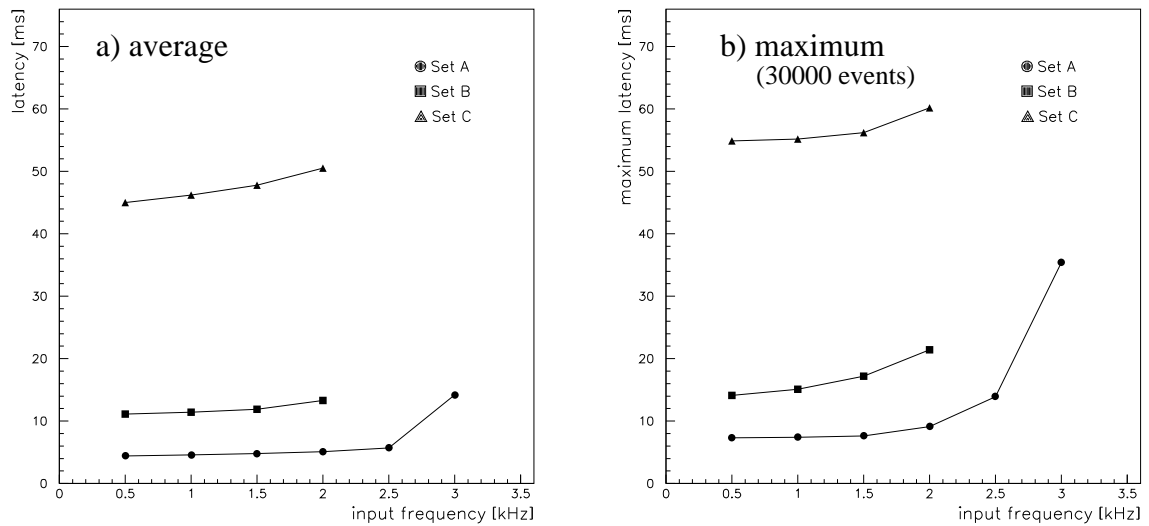 a) average
latency [ms]
Set A
Set B
Set C
70
60
50
40
30
20
10
0
0 0.5 1 1.5 2 2.5 3 3.5
input frequency [kHz]
b) maximum
(30000 events)
maximum latency [ms]
Set A
Set B
Set C
70
60
50
40
30
20
10
0
0 0.5 1 1.5 2 2.5 3 3.5
input frequency [kHz]